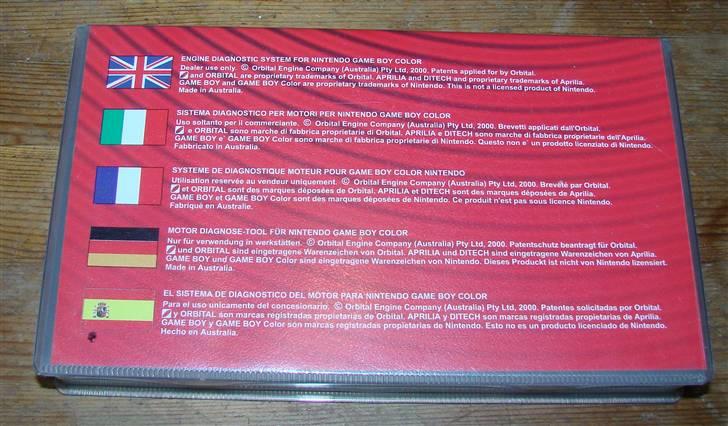 ENGINE DIAGNOSTIC SYSTEM FOR NINTENDO GAME BOY COLOR
Dealer use only. © Orbital Engine Company (Australia) Pty Ltd, 2000. Patents applied for by Orbital.
and ORBITAL are proprietary trademarks of Orbital. APRILIA and DITECH and proprietary trademarks of Aprilia.
GAME BOY and GAME BOY Color are proprietary trademarks of Nintendo. This is not a licensed product of Nintendo.
Made in Australia.
SISTEMA DIAGNOSTICO PER MOTORI PER NINTENDO GAME BOY COLOR
Uso soltanto per il commerciante. © Orbital Engine Company (Australia) Pty Ltd, 2000. Brevetti applicati dall'Orbital.
e ORBITAL sono marche di fabbrica proprietarie di Orbital. APRILIA e DITECH sono marche di fabbrica proprietarie dell'Aprilia.
GAME BOY e` GAME BOY Color sono marche di fabbrica proprietarie di Nintendo. Questo non e` un prodotto licenziato di Nintendo.
Fabbricato in Australia.
SYSTEME DE DIAGNOSTIQUE MOTEUR POUR GAME BOY COLOR NINTENDO
Utilisation reservée au vendeur uniquement. © Orbital Engine Company (Australia) Pty Ltd, 2000. Breveté par Orbital.
et ORBITAL sont des marques déposées de Orbital. APRILIA et DITECH sont des marques déposées de Aprilia.
GAME BOY et GAME BOY Color sont des marques déposées de Nintendo. Ce produit n'est pas sous licence Nintendo.
Fabriqué en Australie.
MOTOR DIAGNOSE-TOOL FÜR NINTENDO GAME BOY COLOR
Nur für verwendung in werkstätten. © Orbital Engine Company (Australia) Pty Ltd, 2000. Patentschutz beantragt für Orbital.
und ORBITAL sind eingetragene Warenzeichen von Orbital. APRILIA und DITECH sind eingetragene Warenzeichen von Aprilia.
GAME BOY und GAME BOY Color sind eingetragene Warenzeichen von Nintendo. Dieses Produckt ist nicht von Nintendo lizensiert.
Made in Australia.
EL SISTEMA DE DIAGNOSTICO DEL MOTOR PARA NINTENDO GAME BOY COLOR
Para el uso unicamente del concesionario. © Orbital Engine Company (Australia) Pty Ltd, 2000. Patentes solicitadas por Orbital.
y ORBITAL son marcas registradas propietarias de Orbital. APRILIA y DITECH son marcas registradas propietarias de Aprilia.
GAME BOY y GAME BOY Color son marcas registradas propietarias de Nintendo. Esto no es un producto licenciado de Nintendo.
Hecho en Australia.